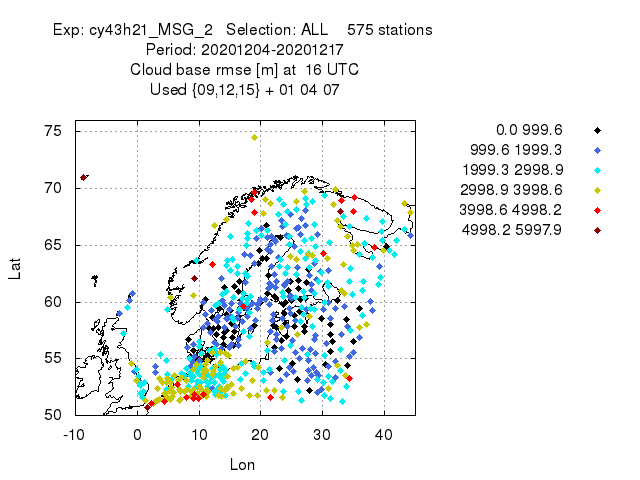 Exp: cy43h21_MSG_2   Selection: ALL    575 stations
Period: 20201204-20201217
Cloud base rmse [m] at  16 UTC
Used {09,12,15} + 01 04 07
75
70
65
60
55
50
-10 0 10 20 30 40
Lat
Lon
0.0 999.6
999.6 1999.3
1999.3 2998.9
2998.9 3998.6
3998.6 4998.2
4998.2 5997.9